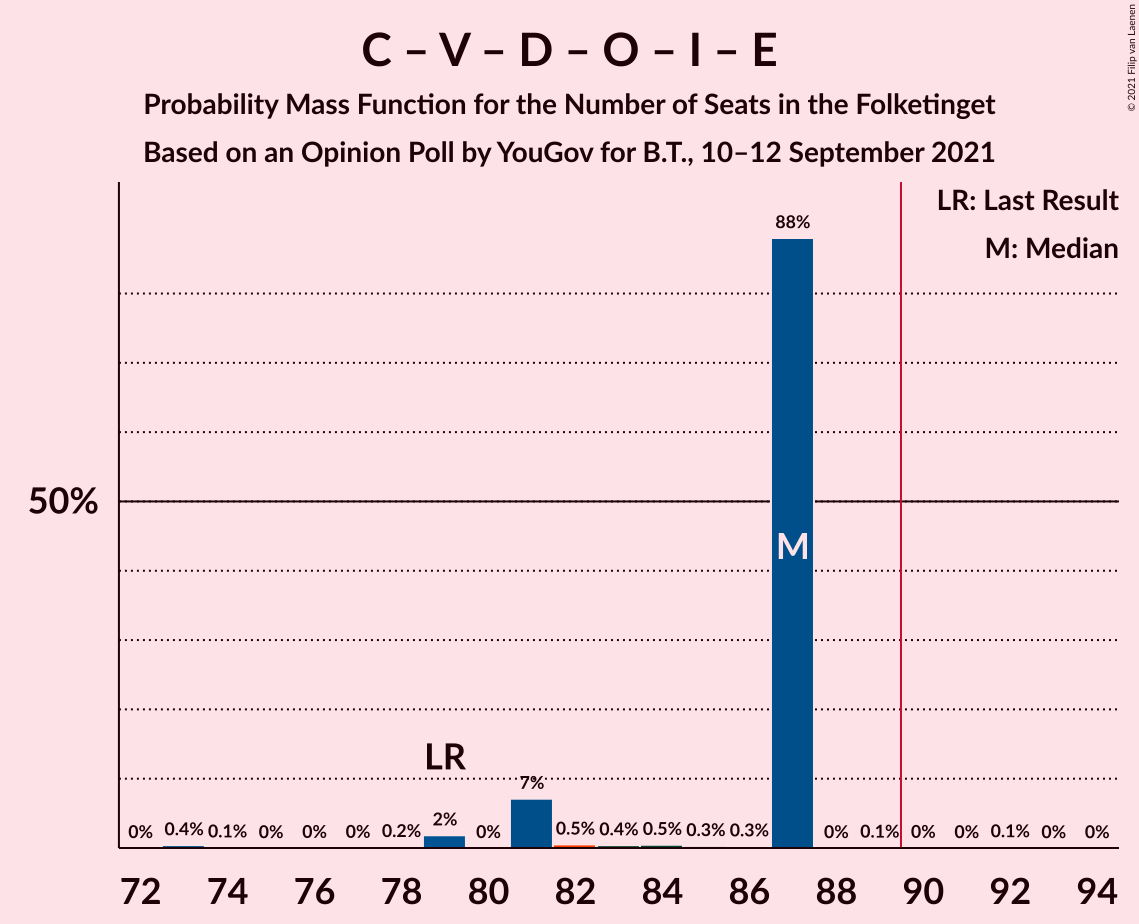 C – V – D – O – I – E
Probability Mass Function for the Number of Seats in the Folketinget
Based on an Opinion Poll by YouGov for B.T., 10–12 September 2021
© 2021 Filip van Laenen
LR: Last Result
M: Median
88%
50%
M
LR
7%
0% 0.4% 0.1% 0% 0% 0% 0.2% 2% 0% 0.5% 0.4% 0.5% 0.3% 0.3% 0% 0.1% 0% 0% 0.1% 0% 0%
72 74 76 78 80 82 84 86 88 90 92 94